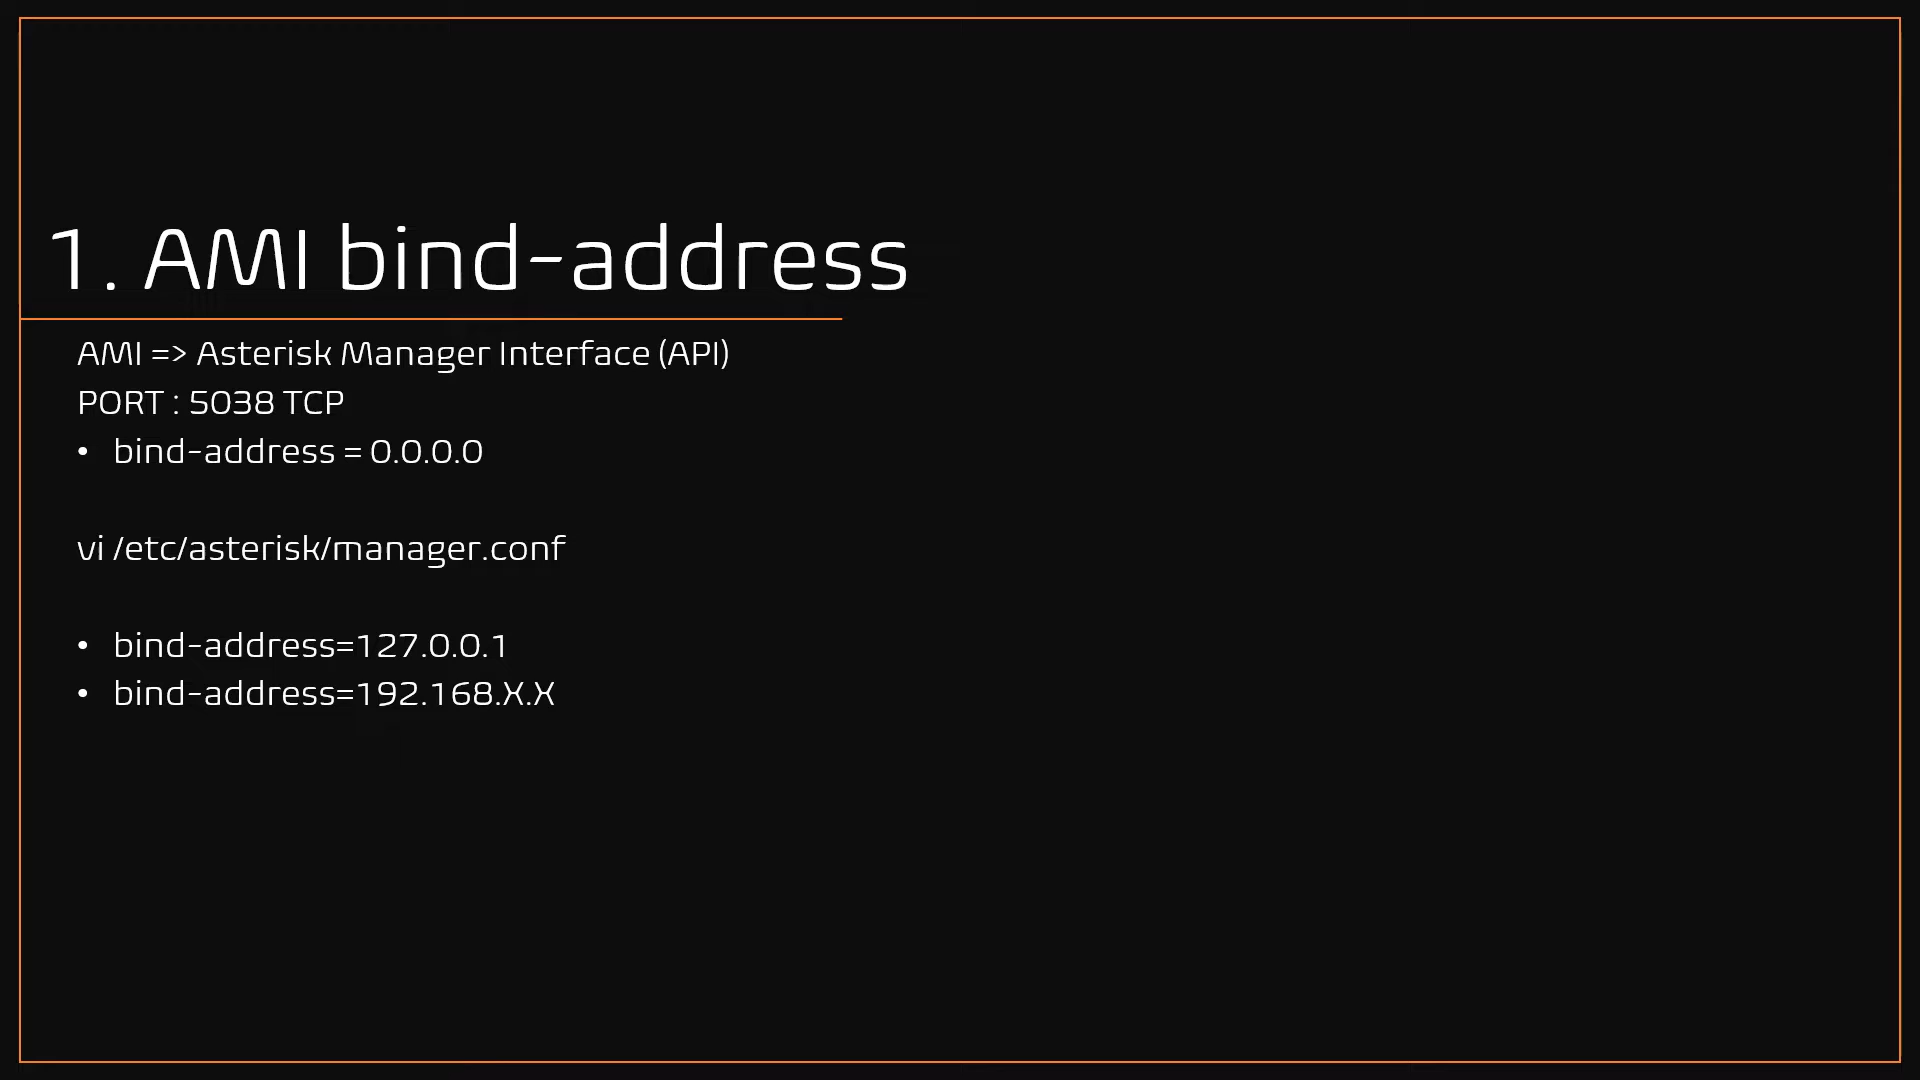 1. AMI bind-address
AMI => Asterisk Manager Interface (API)
PORT : 5038 TCP
• bind-address = 0.0.0.0
vi /etc/asterisk/manager.conf
• bind-address=127.0.0.1
• bind-address=192.168.X.X